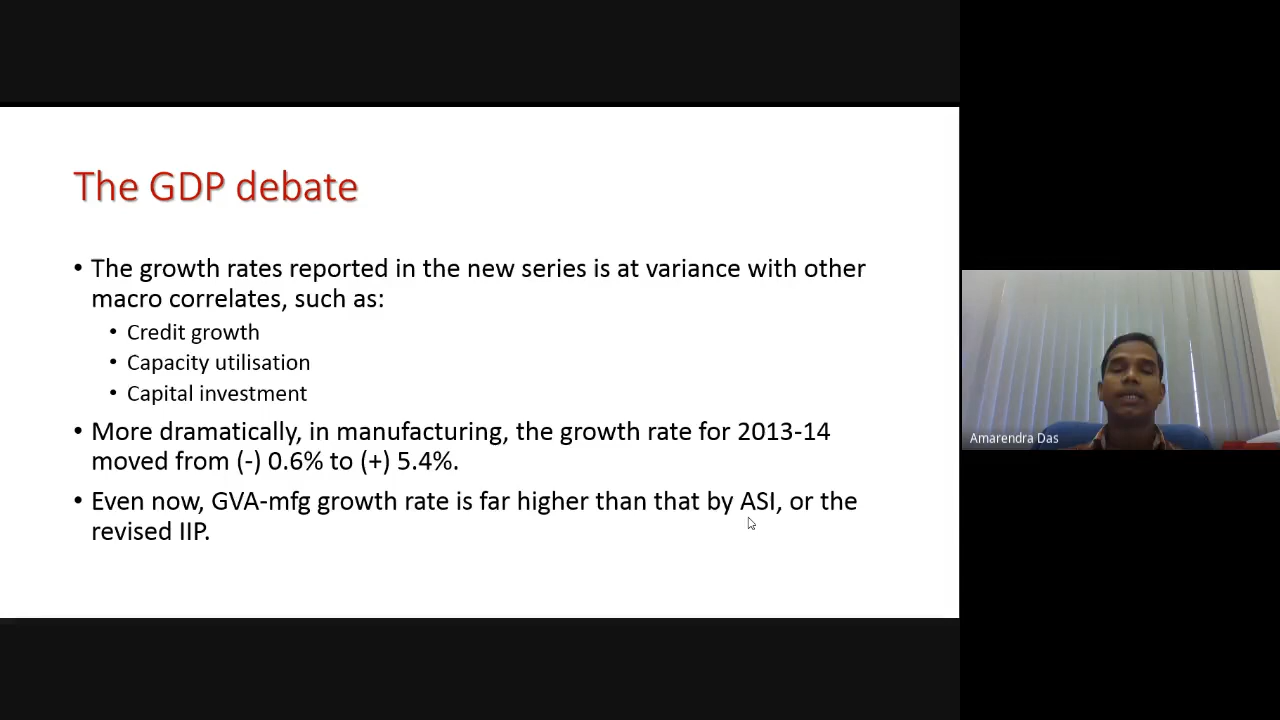 The GDP debate
• The growth rates reported in the new series is at variance with other
macro correlates, such as:
• Credit growth
• Capacity utilisation
• Capital investment
• More dramatically, in manufacturing, the growth rate for 2013-14
moved from (-) 0.6% to (+) 5.4%.
• Even now, GVA-mfg growth rate is far higher than that by ASI, or the
revised IIP.
Amarendra Das